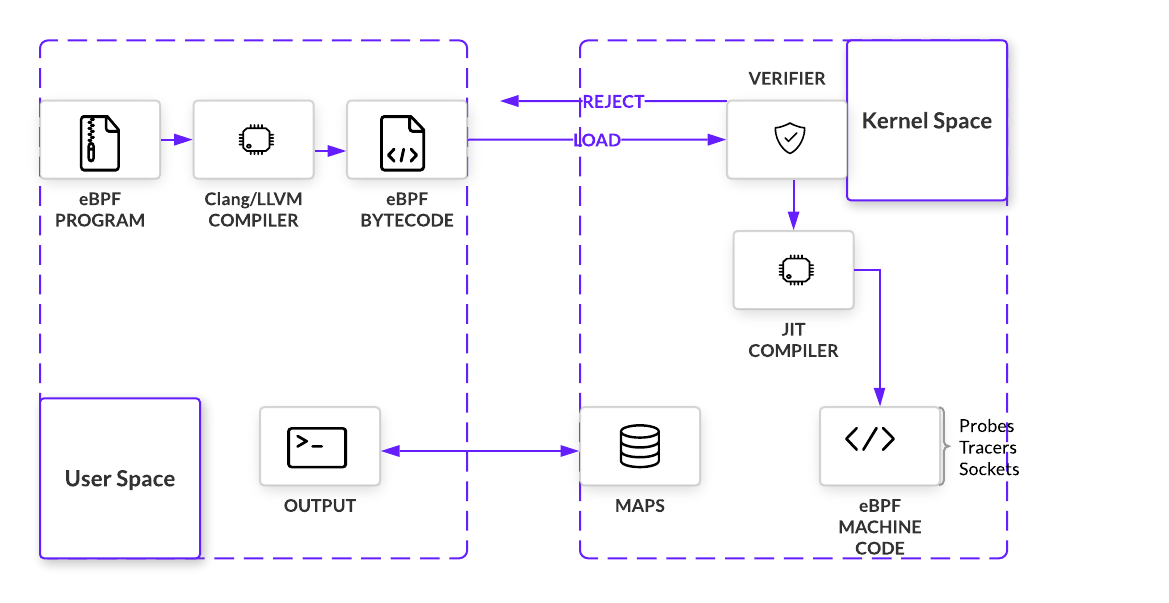 VERIFIER
REJECT
Kernel Space
LOAD
eBPF
PROGRAM
Clang/LLVM
COMPILER
eBPF
BYTECODE
JIT
COMPILER
User Space
>_
OUTPUT
MAPS
</>
eBPF
MACHINE
CODE
Probes
Tracers
Sockets